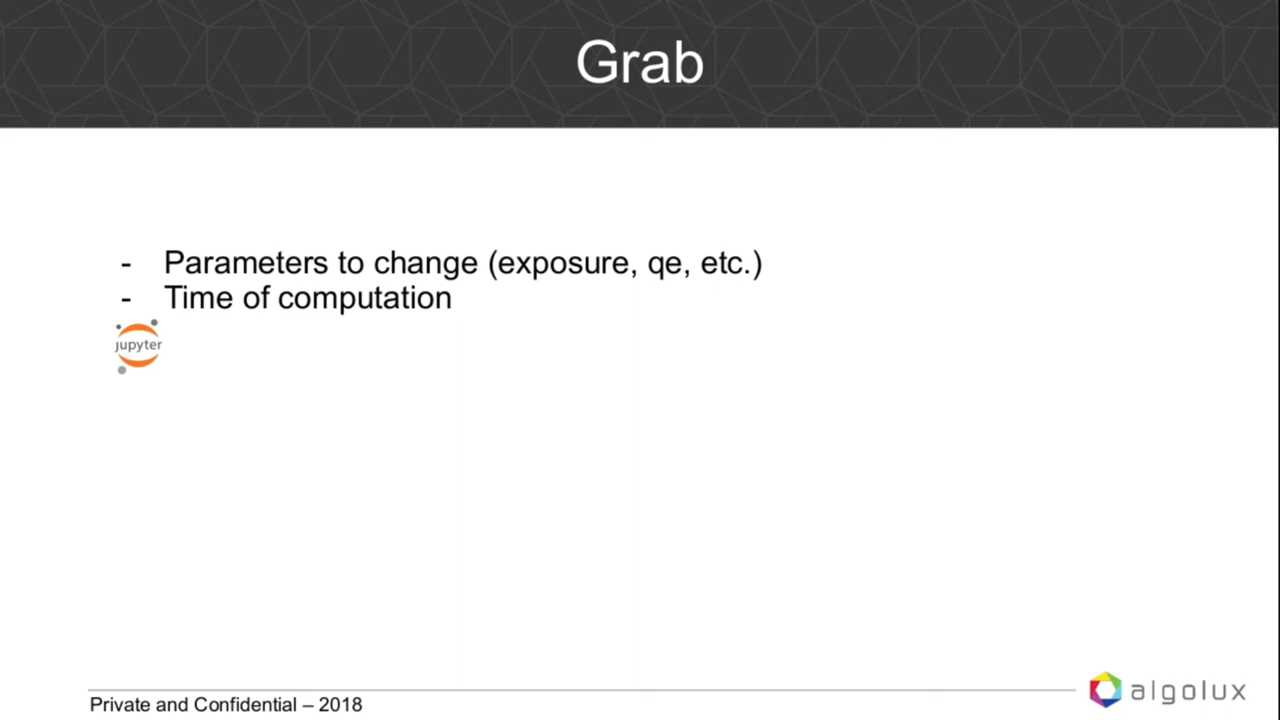 Grab
- Parameters to change (exposure, qe, etc.)
- Time of computation
jupyter
Private and Confidential – 2018
algolux